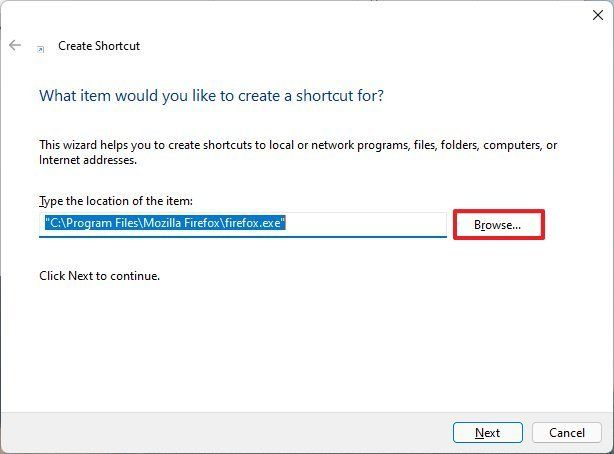 Create Shortcut
What item would you like to create a shortcut for?
This wizard helps you to create shortcuts to local or network programs, files, folders, computers, or
Internet addresses.
Type the location of the item:
"C:\Program Files\Mozilla Firefox\firefox.exe"
Browse...
Click Next to continue.
Next
Cancel